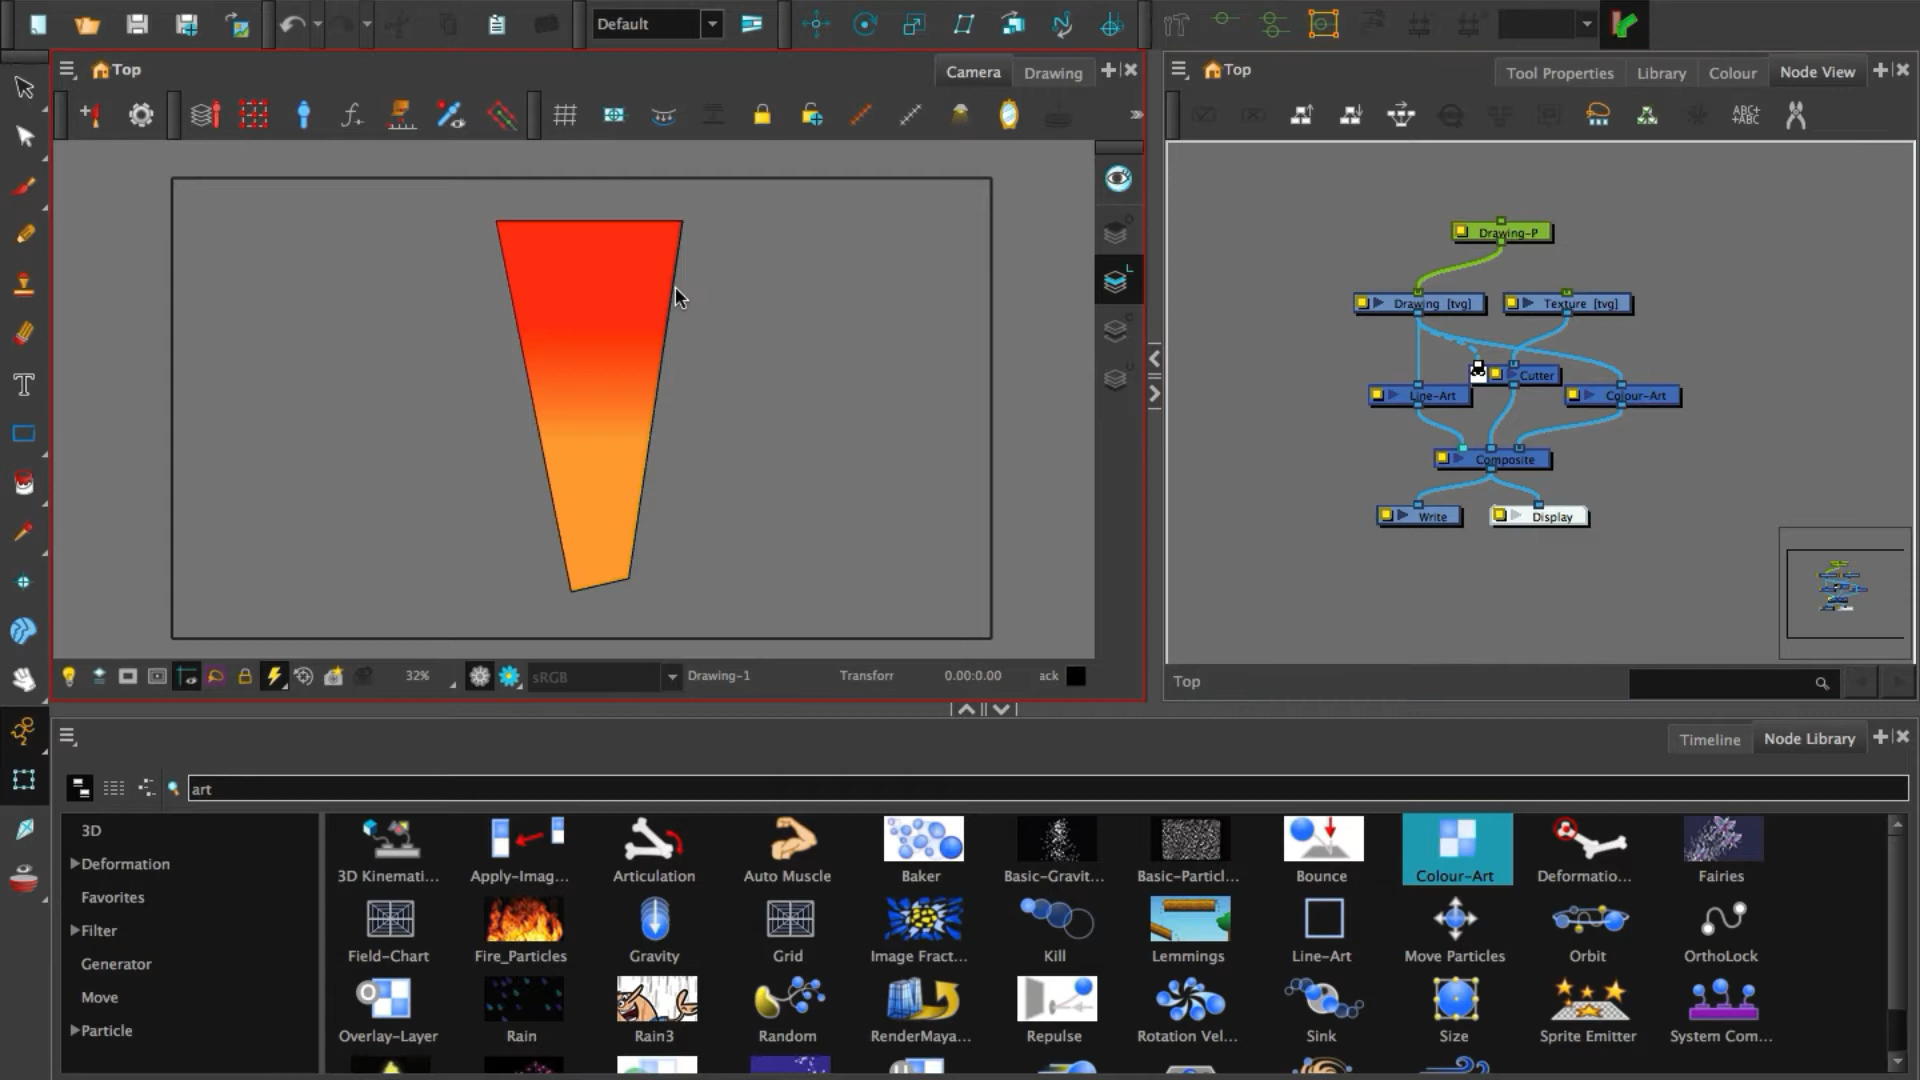 Default
Top
Camera
Drawing
Top
Tool Properties
Library
Colour
Node View
ABC+
+ABC
Drawing-P
Drawing [tvg]
Texture [tvg]
Cutter
Line-Art
Colour-Art
Composite
Write
Display
32%
sRGB
Drawing-1
Transforr
0.00:0.00
ack
Top
Timeline
Node Library
art
3D
Deformation
Favorites
Filter
Generator
Move
Particle
3D Kinemati...
Apply-Imag...
Articulation
Auto Muscle
Baker
Basic-Gravit...
Basic-Particl...
Bounce
Colour-Art
Deformatio...
Fairies
Field-Chart
Fire_Particles
Gravity
Grid
Image Fract...
Kill
Lemmings
Line-Art
Move Particles
Orbit
OrthoLock
Overlay-Layer
Rain
Rain3
Random
RenderMaya...
Repulse
Rotation Vel...
Sink
Size
Sprite Emitter
System Com...